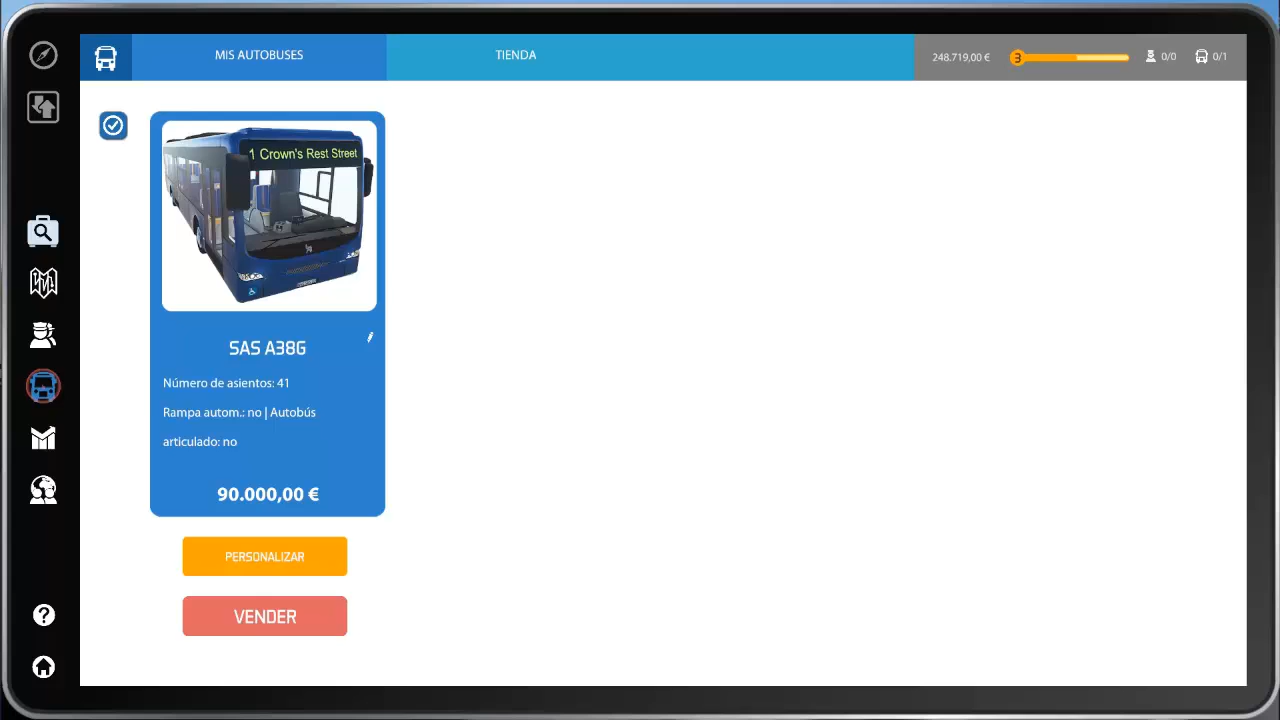 MIS AUTOBUSES
TIENDA
248.719,00 €
3
0/0
0/1
1 Crown's Rest Street
SAS A38G
Número de asientos: 41
Rampa autom.: no | Autobús
articulado: no
90.000,00 €
PERSONALIZAR
VENDER